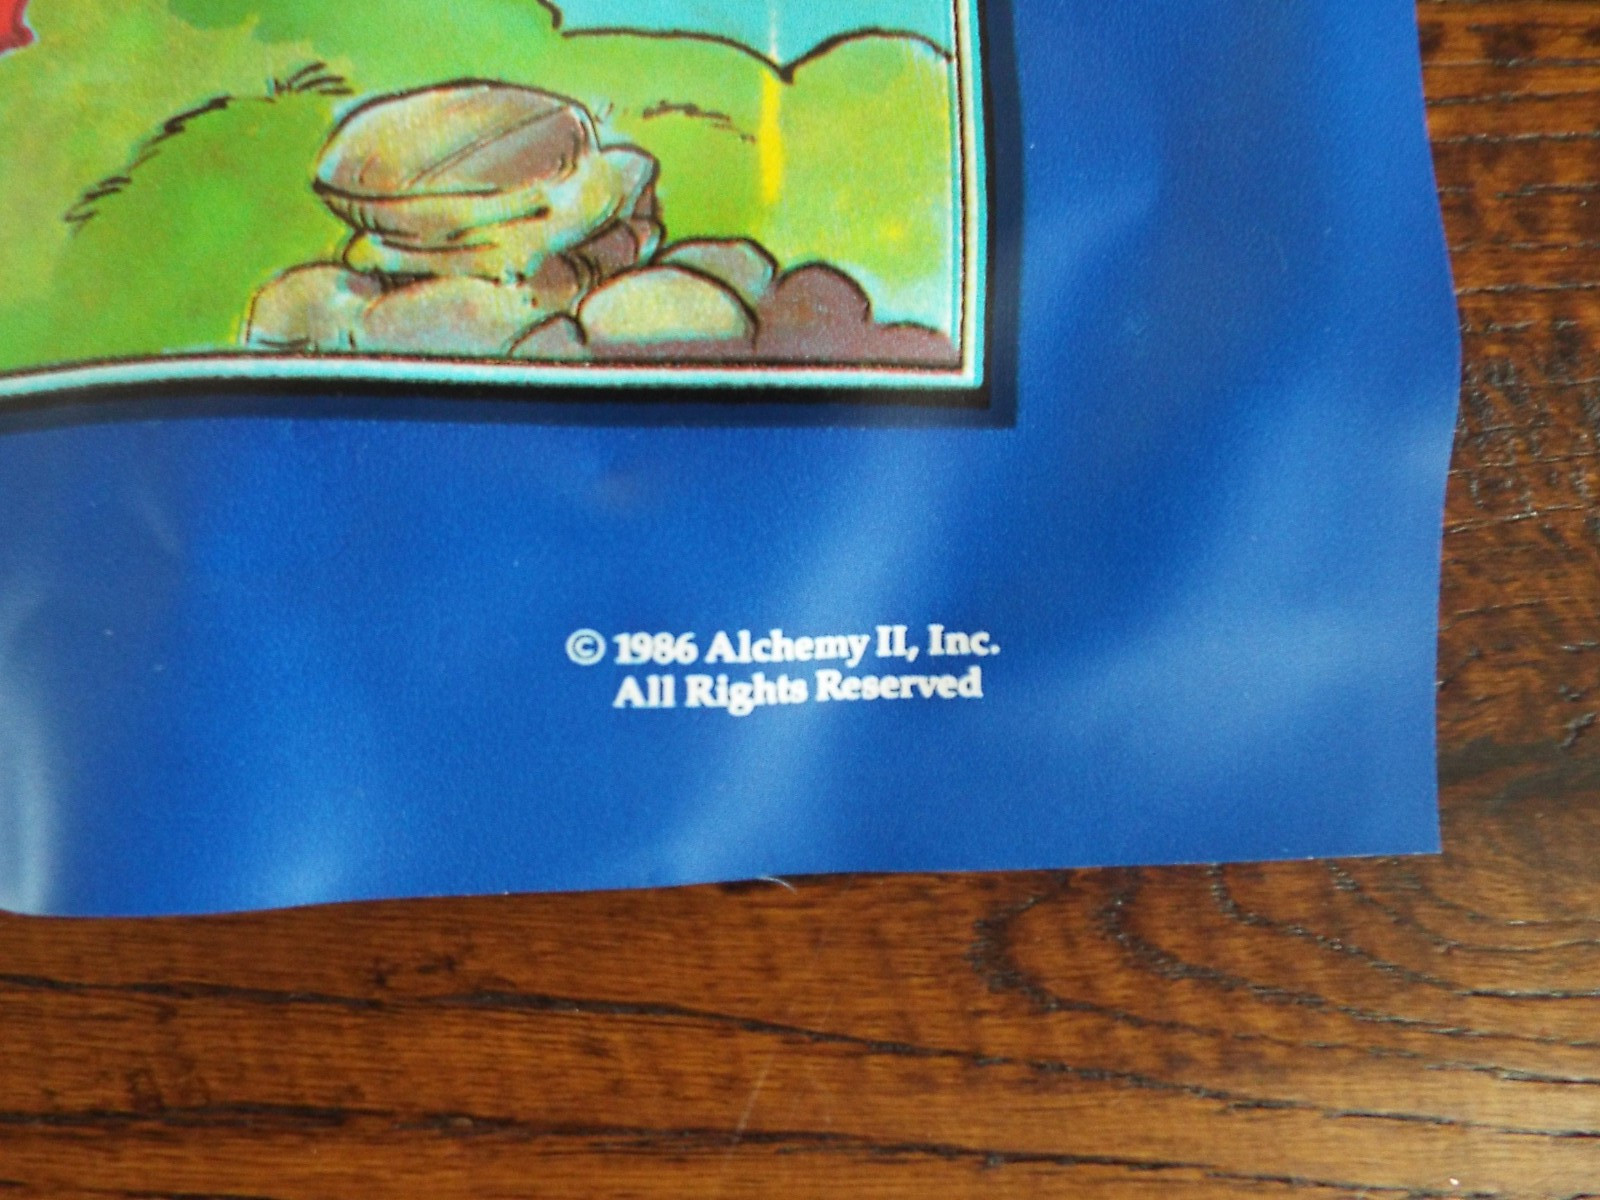 © 1986 Alchemy II, Inc.
All Rights Reserved